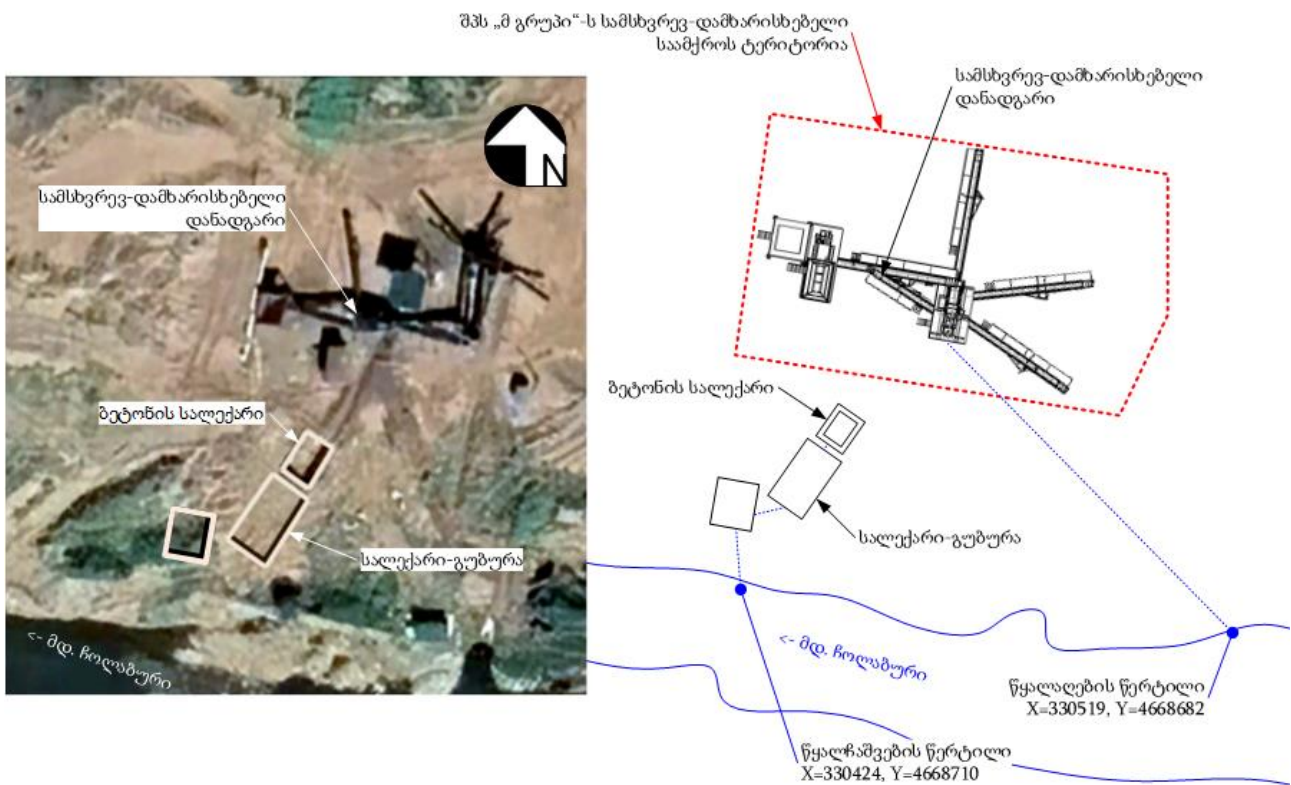 შპს „მ გრუპი“-ს სამსხვრევ-დამხარისხებელი
საამქროს ტერიტორია
სამსხვრევ-დამხარისხებელი
დანადგარი
N
სამსხვრევ-დამხარისხებელი
დანადგარი
ბეტონის სალექარი
ბეტონის სალექარი
სალექარი-გუბურა
სალექარი-გუბურა
<- მდ. ჩოლაბური
<- მდ. ჩოლაბური
წყალაღების წერტილი
X=330519, Y=4668682
წყალჩაშვების წერტილი
X=330424, Y=4668710